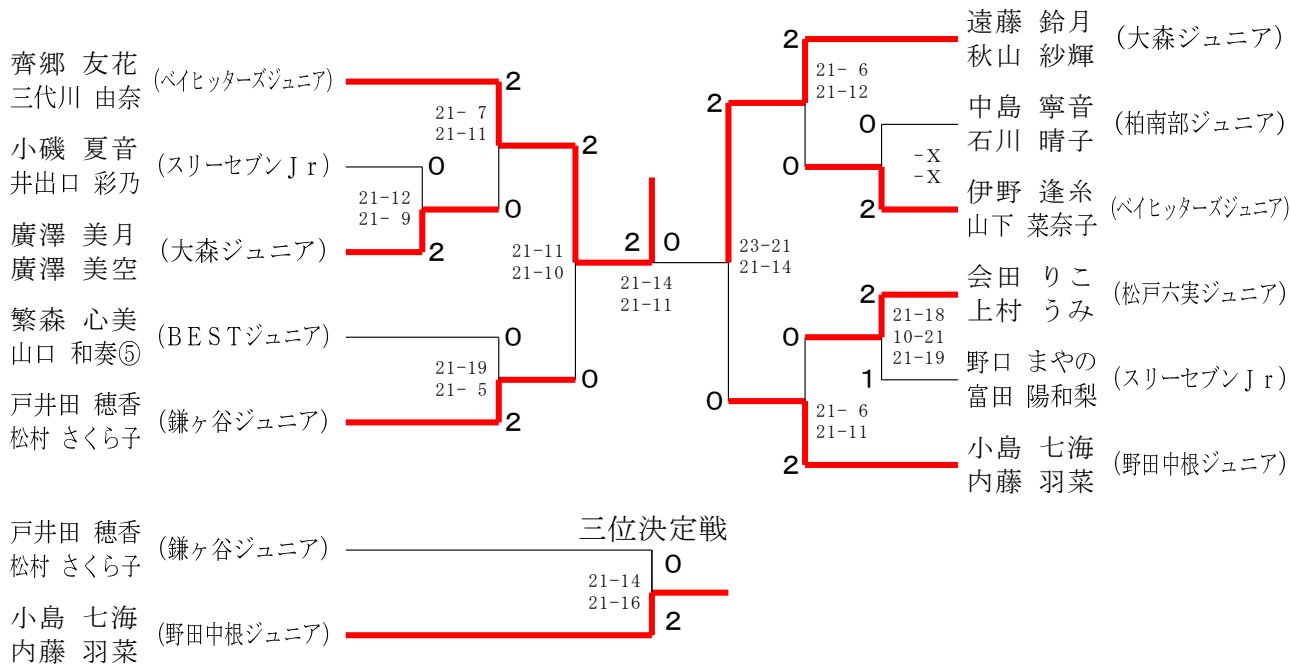 齊郷 友花
三代川 由奈
(ベイヒッターズジュニア)
2
21- 7
21-11
小磯 夏音
井出口 彩乃
(スリーセブンＪｒ)
0
21-12
21- 9
0
廣澤 美月
廣澤 美空
(大森ジュニア)
2
2
21-11
21-10
繁森 心美
山口 和奏⑤
(ＢＥＳＴジュニア)
0
21-19
21- 5
0
戸井田 穂香
松村 さくら子
(鎌ヶ谷ジュニア)
2
2
0
21-14
21-11
遠藤 鈴月
秋山 紗輝
(大森ジュニア)
2
21- 6
21-12
2
中島 寧音
石川 晴子
(柏南部ジュニア)
0
-X
-X
0
伊野 逢糸
山下 菜奈子
(ベイヒッターズジュニア)
2
23-21
21-14
会田 りこ
上村 うみ
(松戸六実ジュニア)
2
21-18
10-21
21-19
0
野口 まやの
富田 陽和梨
(スリーセブンＪｒ)
1
0
21- 6
21-11
小島 七海
内藤 羽菜
(野田中根ジュニア)
2
三位決定戦
戸井田 穂香
松村 さくら子
(鎌ヶ谷ジュニア)
0
21-14
21-16
小島 七海
内藤 羽菜
(野田中根ジュニア)
2